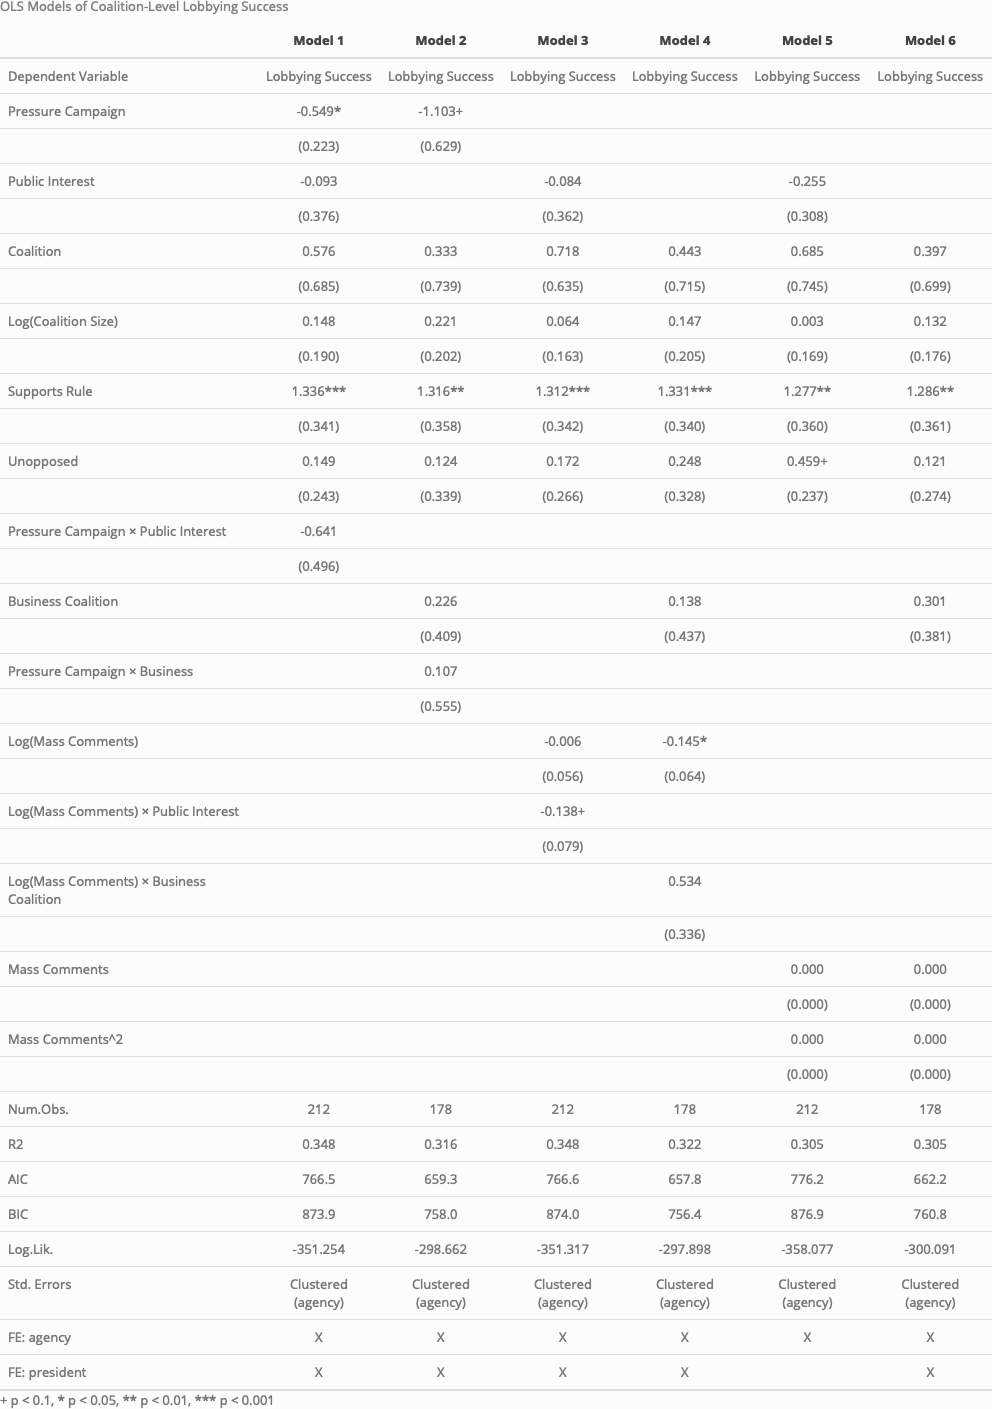 OLS Models of Coalition-Level Lobbying Success
Model 1 Model 2 Model 3 Model 4 Model 5 Model 6
Dependent Variable Lobbying Success Lobbying Success Lobbying Success Lobbying Success Lobbying Success Lobbying Success
Pressure Campaign -0.549* -1.103+
(0.223) (0.629)
Public Interest -0.093 -0.084 -0.255
(0.376) (0.362) (0.308)
Coalition 0.576 0.333 0.718 0.443 0.685 0.397
(0.685) (0.739) (0.635) (0.715) (0.745) (0.699)
Log(Coalition Size) 0.148 0.221 0.064 0.147 0.003 0.132
(0.190) (0.202) (0.163) (0.205) (0.169) (0.176)
Supports Rule 1.336*** 1.316** 1.312*** 1.331*** 1.277** 1.286**
(0.341) (0.358) (0.342) (0.340) (0.360) (0.361)
Unopposed 0.149 0.124 0.172 0.248 0.459+ 0.121
(0.243) (0.339) (0.266) (0.328) (0.237) (0.274)
Pressure Campaign × Public Interest -0.641
(0.496)
Business Coalition 0.226 0.138 0.301
(0.409) (0.437) (0.381)
Pressure Campaign × Business 0.107
(0.555)
Log(Mass Comments) -0.006 -0.145*
(0.056) (0.064)
Log(Mass Comments) × Public Interest -0.138+
(0.079)
Log(Mass Comments) × Business 0.534
Coalition
(0.336)
Mass Comments 0.000 0.000
(0.000) (0.000)
Mass Comments^2 0.000 0.000
(0.000) (0.000)
Num.Obs. 212 178 212 178 212 178
R2 0.348 0.316 0.348 0.322 0.305 0.305
AIC 766.5 659.3 766.6 657.8 776.2 662.2
BIC 873.9 758.0 874.0 756.4 876.9 760.8
Log.Lik. -351.254 -298.662 -351.317 -297.898 -358.077 -300.091
Std. Errors Clustered Clustered Clustered Clustered Clustered Clustered
(agency) (agency) (agency) (agency) (agency) (agency)
FE: agency X X X X X X
FE: president X X X X X
+ p < 0.1, * p < 0.05, ** p < 0.01, *** p < 0.001